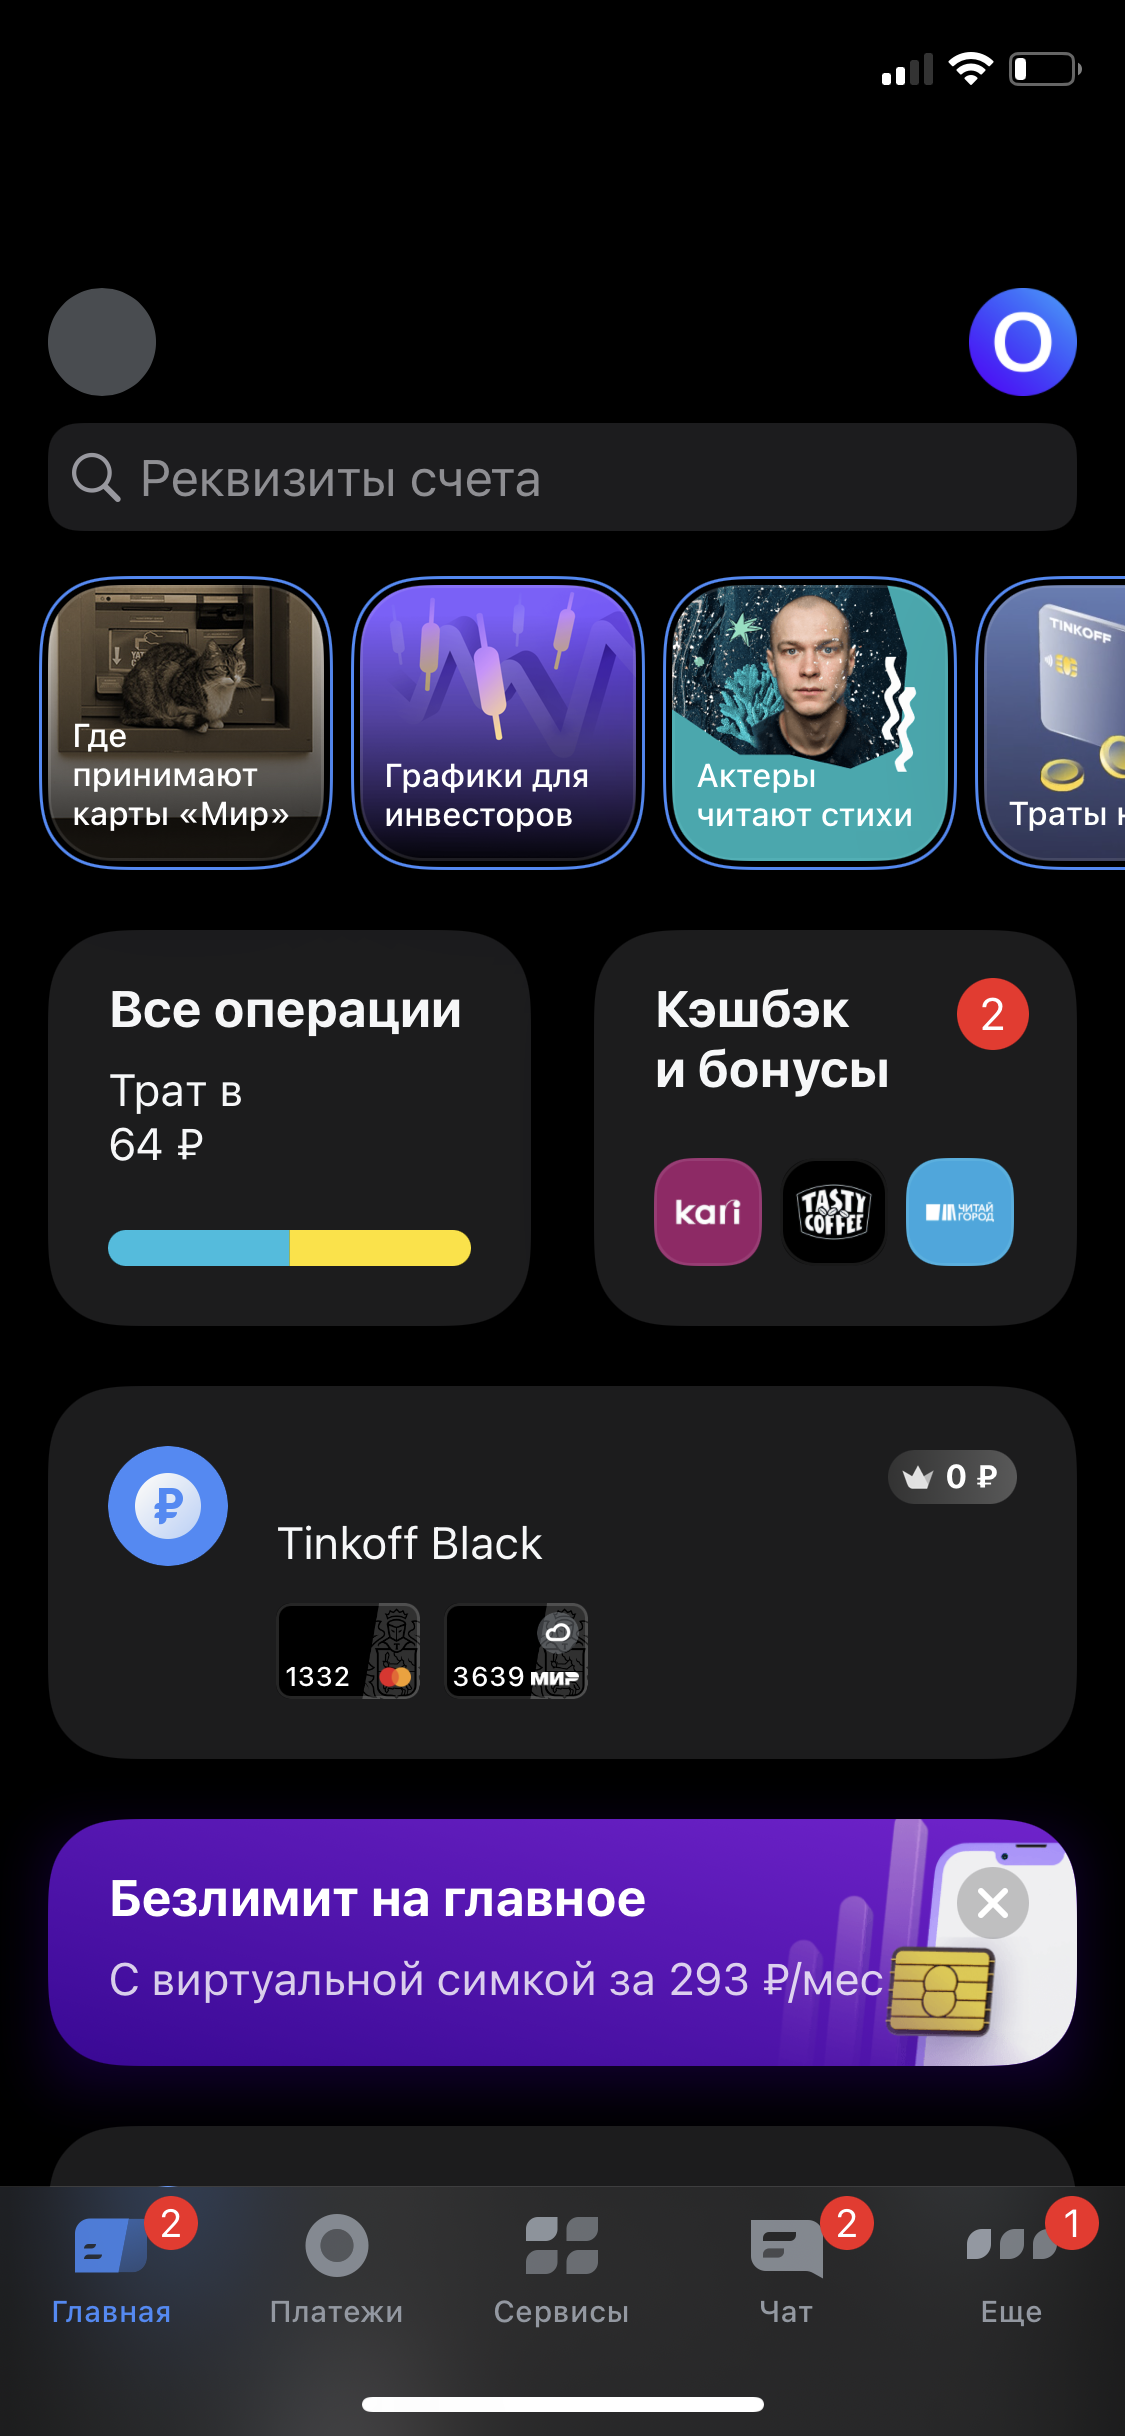 О
Реквизиты счета
Где
принимают
карты «Мир»
Графики для
инвесторов
Актеры
читают стихи
TINKOFF
Траты
Все операции
Трат в
64 ₽
Кэшбэк
и бонусы
2
kari
TASTY
COFFEE
ЧИТАЙ
ГОРОД
₽
0 ₽
Tinkoff Black
1332
3639 МИР
Безлимит на главное
С виртуальной симкой за 293 ₽/мес
2
2
1
Главная
Платежи
Сервисы
Чат
Еще